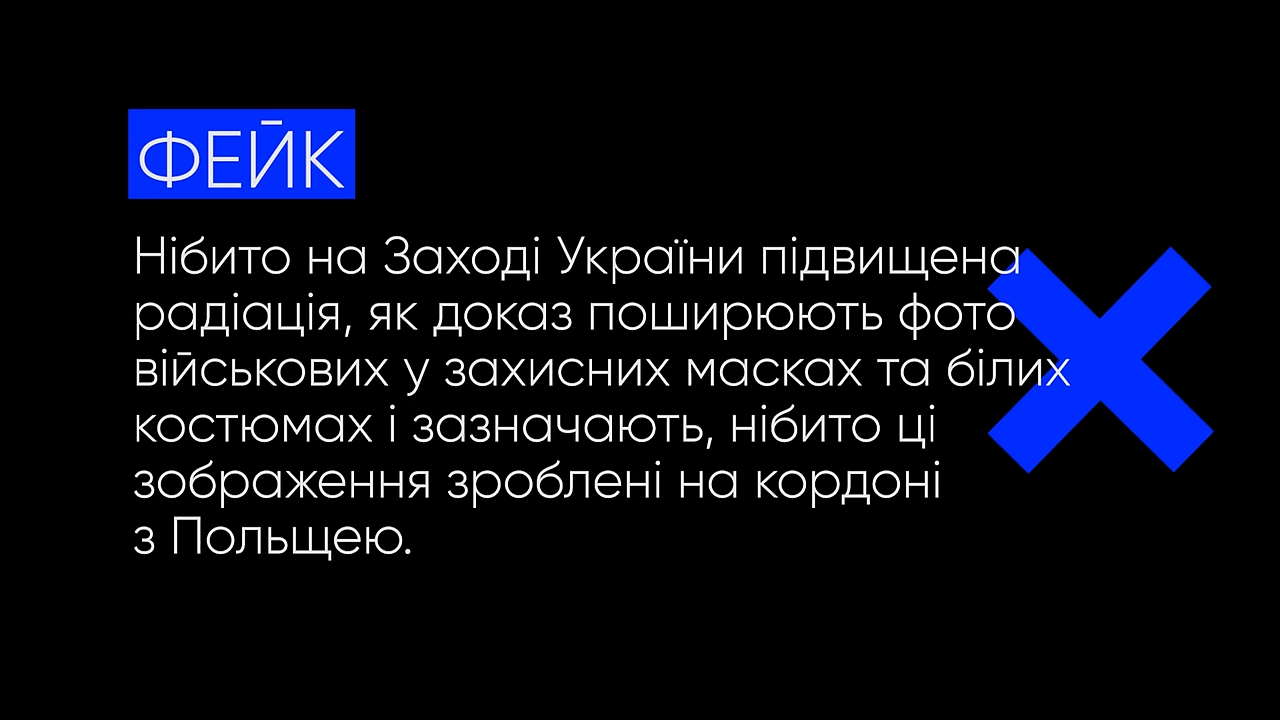 ФЕЙК
Нібито на Заході України підвищена
радіація, як доказ поширюють фото
військових у захисних масках та білих
костюмах і зазначають, нібито ці
зображення зроблені на кордоні
з Польщею.